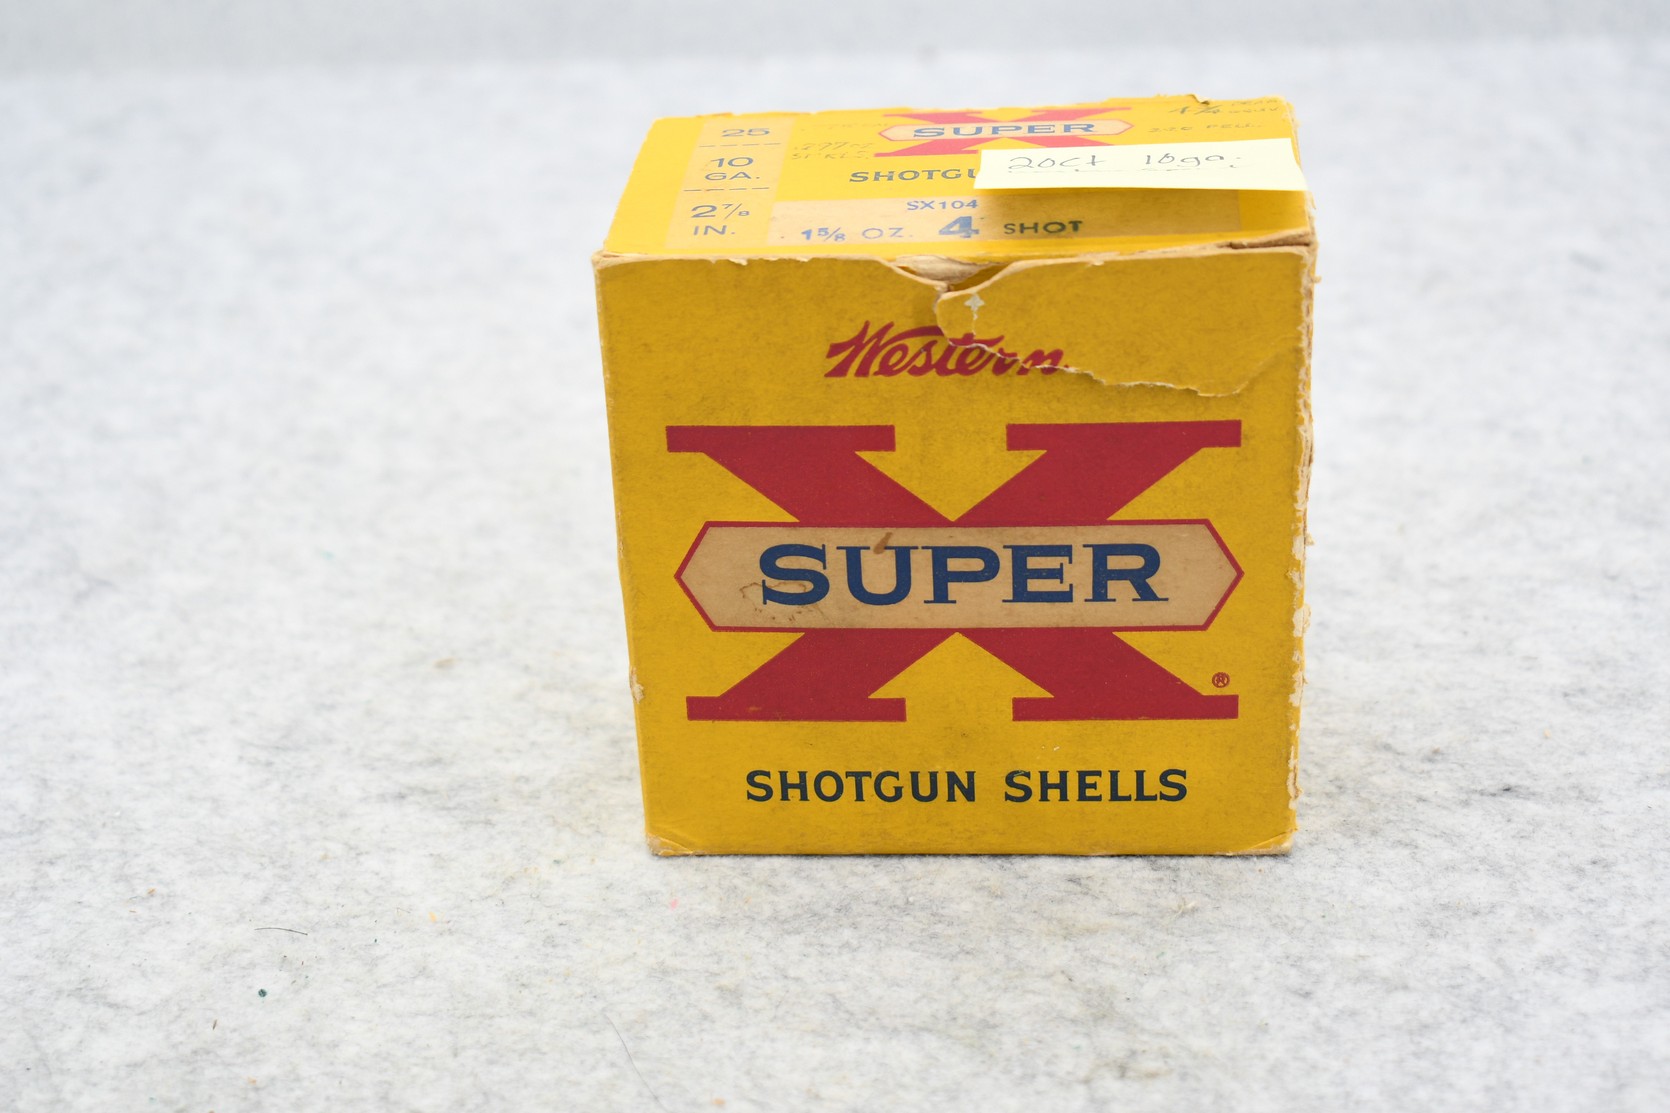 25
10
GA.
2⅞
IN.
SUPER
X
SHOTGU
20ct 10ga.
SX104
1⅝ OZ. 4 SHOT
Western
X
SUPER
®
SHOTGUN SHELLS